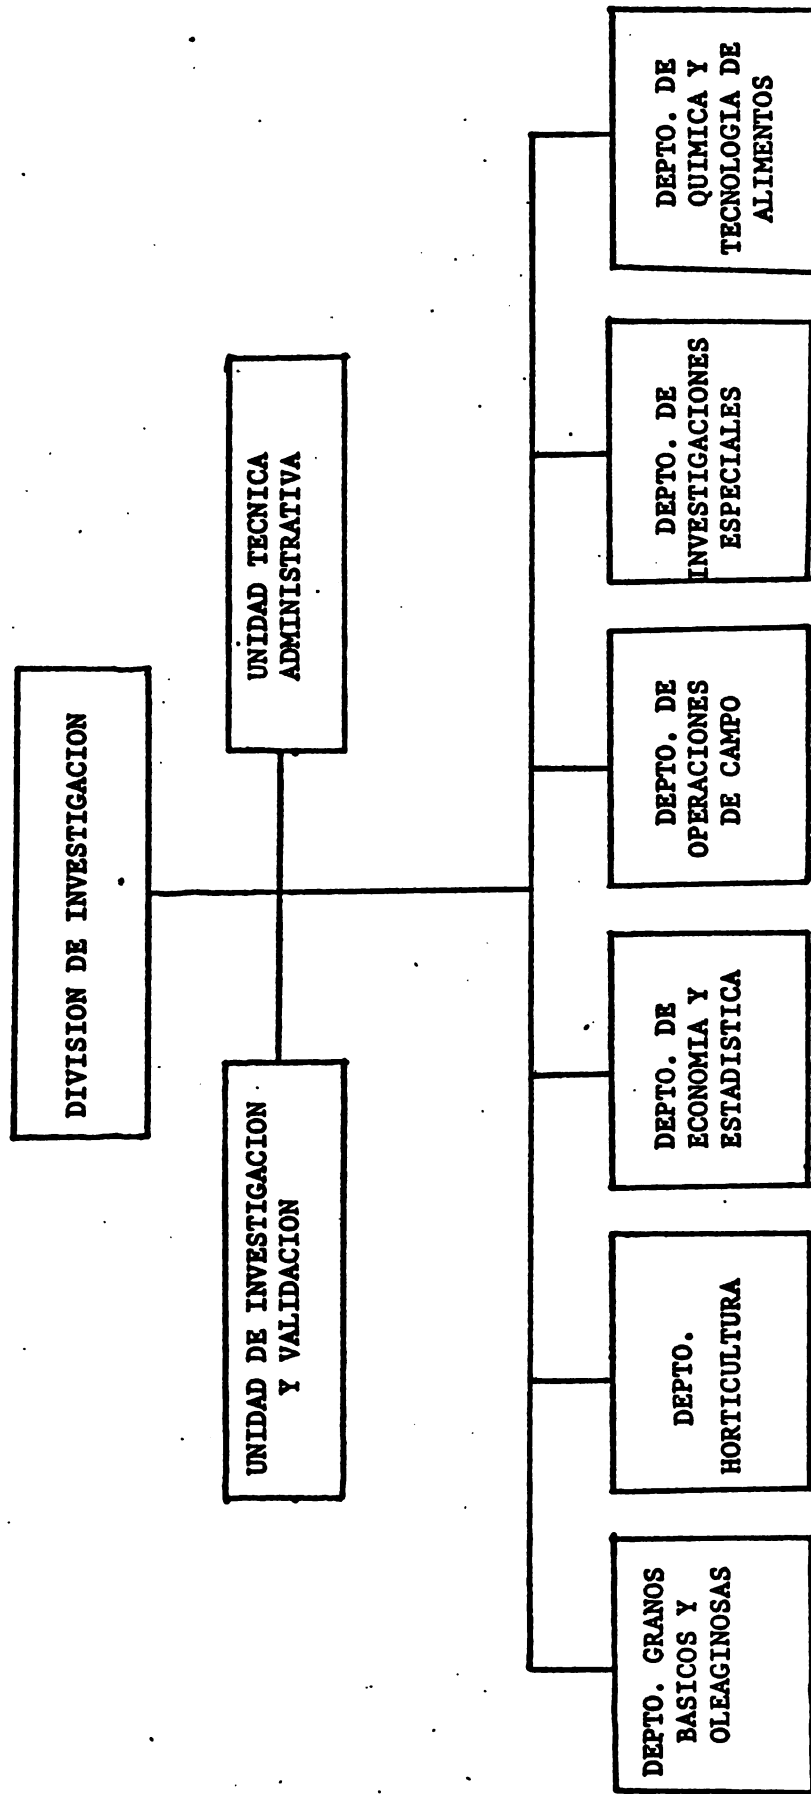 DIVISION DE INVESTIGACION
UNIDAD DE INVESTIGACION
Y VALIDACION
UNIDAD TECNICA
ADMINISTRATIVA
DEPTO. GRANOS
BASICOS Y
OLEAGINOSAS
DEPTO.
HORTICULTURA
DEPTO. DE
ECONOMIA Y
ESTADISTICA
DEPTO. DE
OPERACIONES
DE CAMPO
DEPTO. DE
INVESTIGACIONES
ESPECIALES
DEPTO. DE
QUIMICA Y
TECNOLOGIA DE
ALIMENTOS